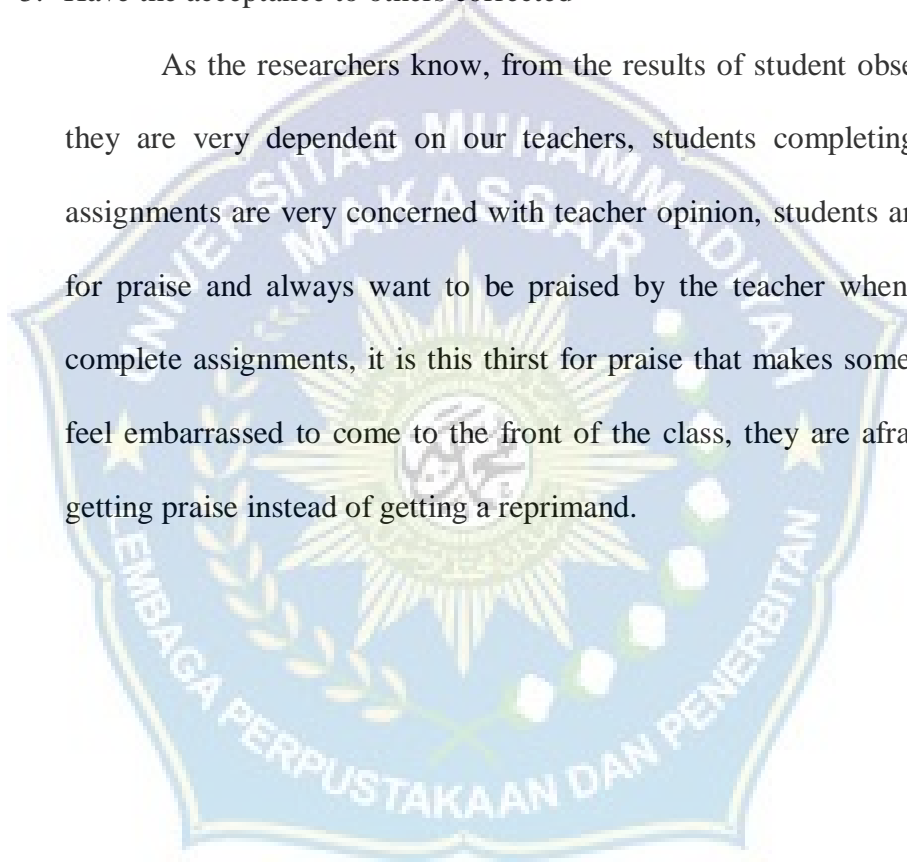 Have the acceptance to others corrected
As the researchers know, from the results of student obse
they are very dependent on our teachers, students completing
assignments are very concerned with teacher opinion, students ar
for praise and always want to be praised by the teacher when
complete assignments, it is this thirst for praise that makes some
feel embarrassed to come to the front of the class, they are afra
getting praise instead of getting a reprimand.
UNIVERSITAS MUHAMMADIYAH
MAKASSAR
LEMBAGA PERPUSTAKAAN DAN PENERBITAN